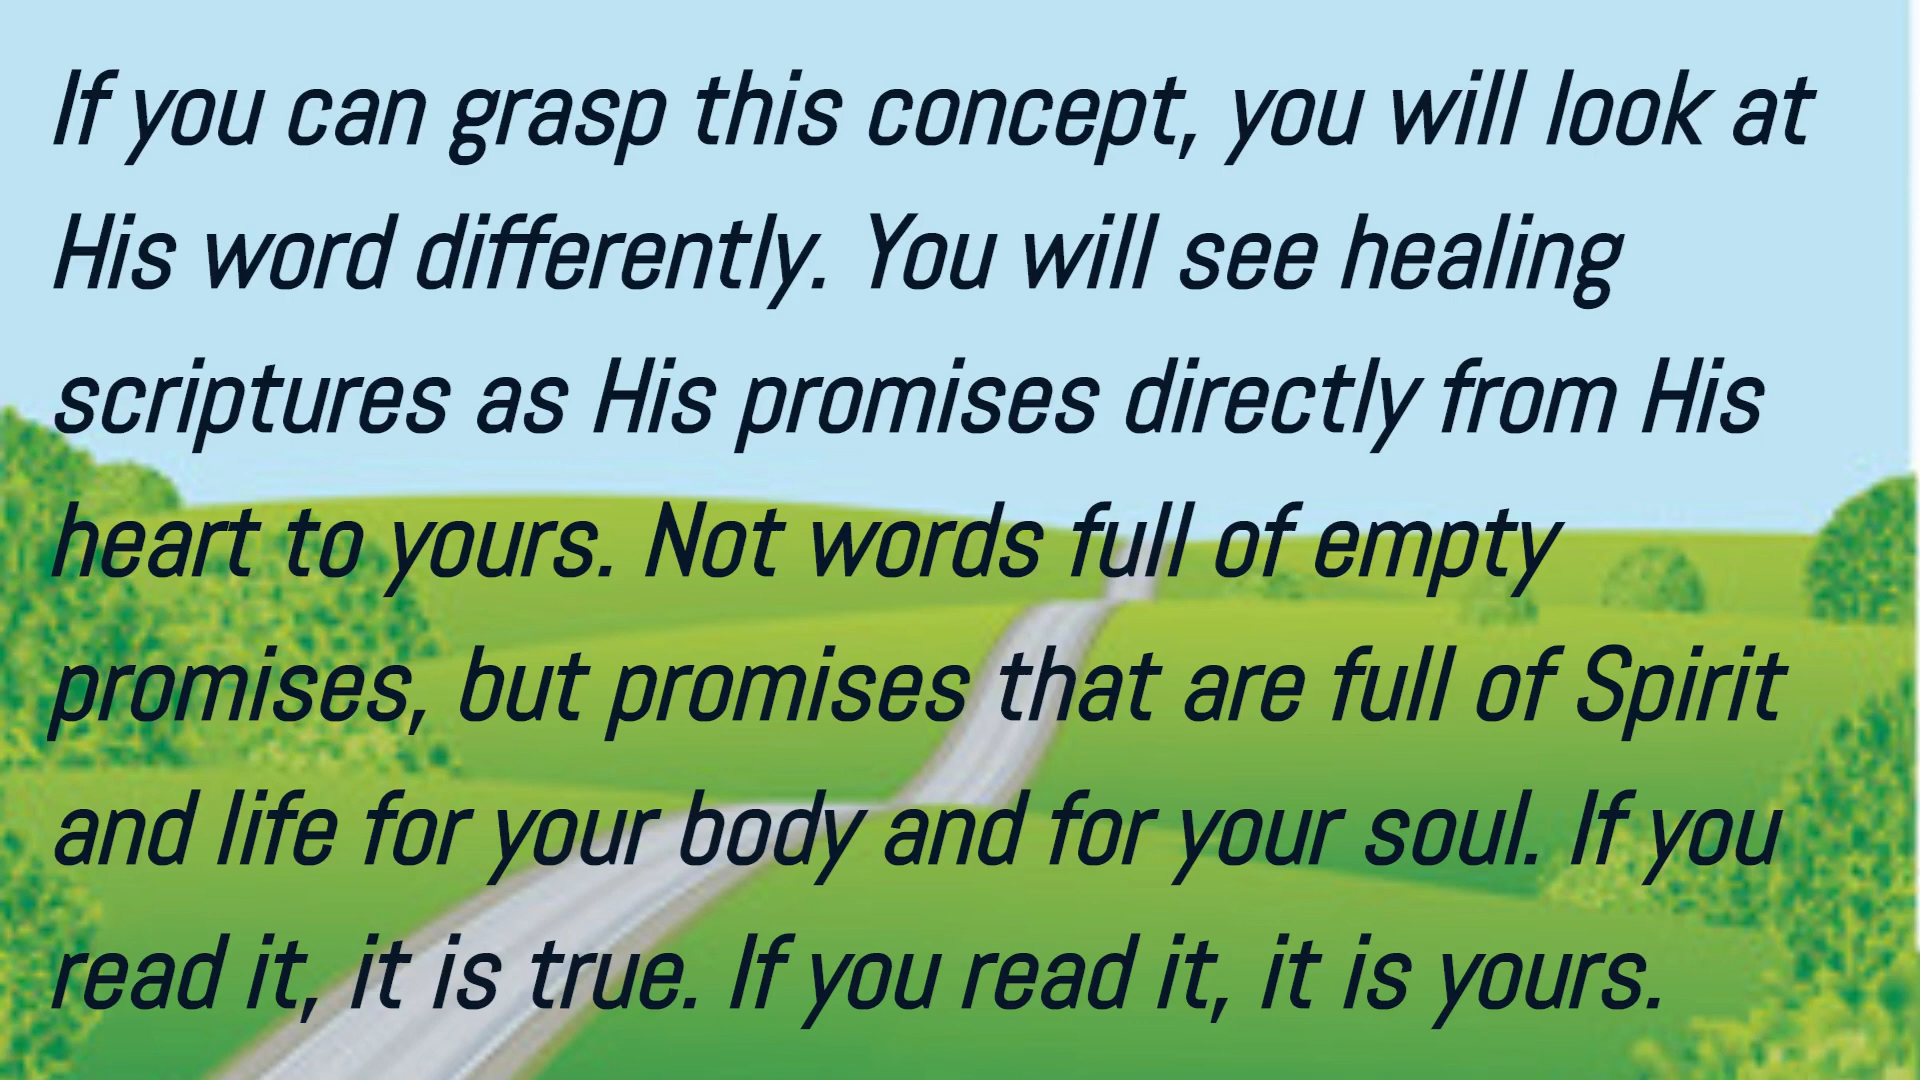 If you can grasp this concept, you will look at
His word differently. You will see healing
scriptures as His promises directly from His
heart to yours. Not words full of empty
promises, but promises that are full of Spirit
and life for your body and for your soul. If you
read it, it is true. If you read it, it is yours.